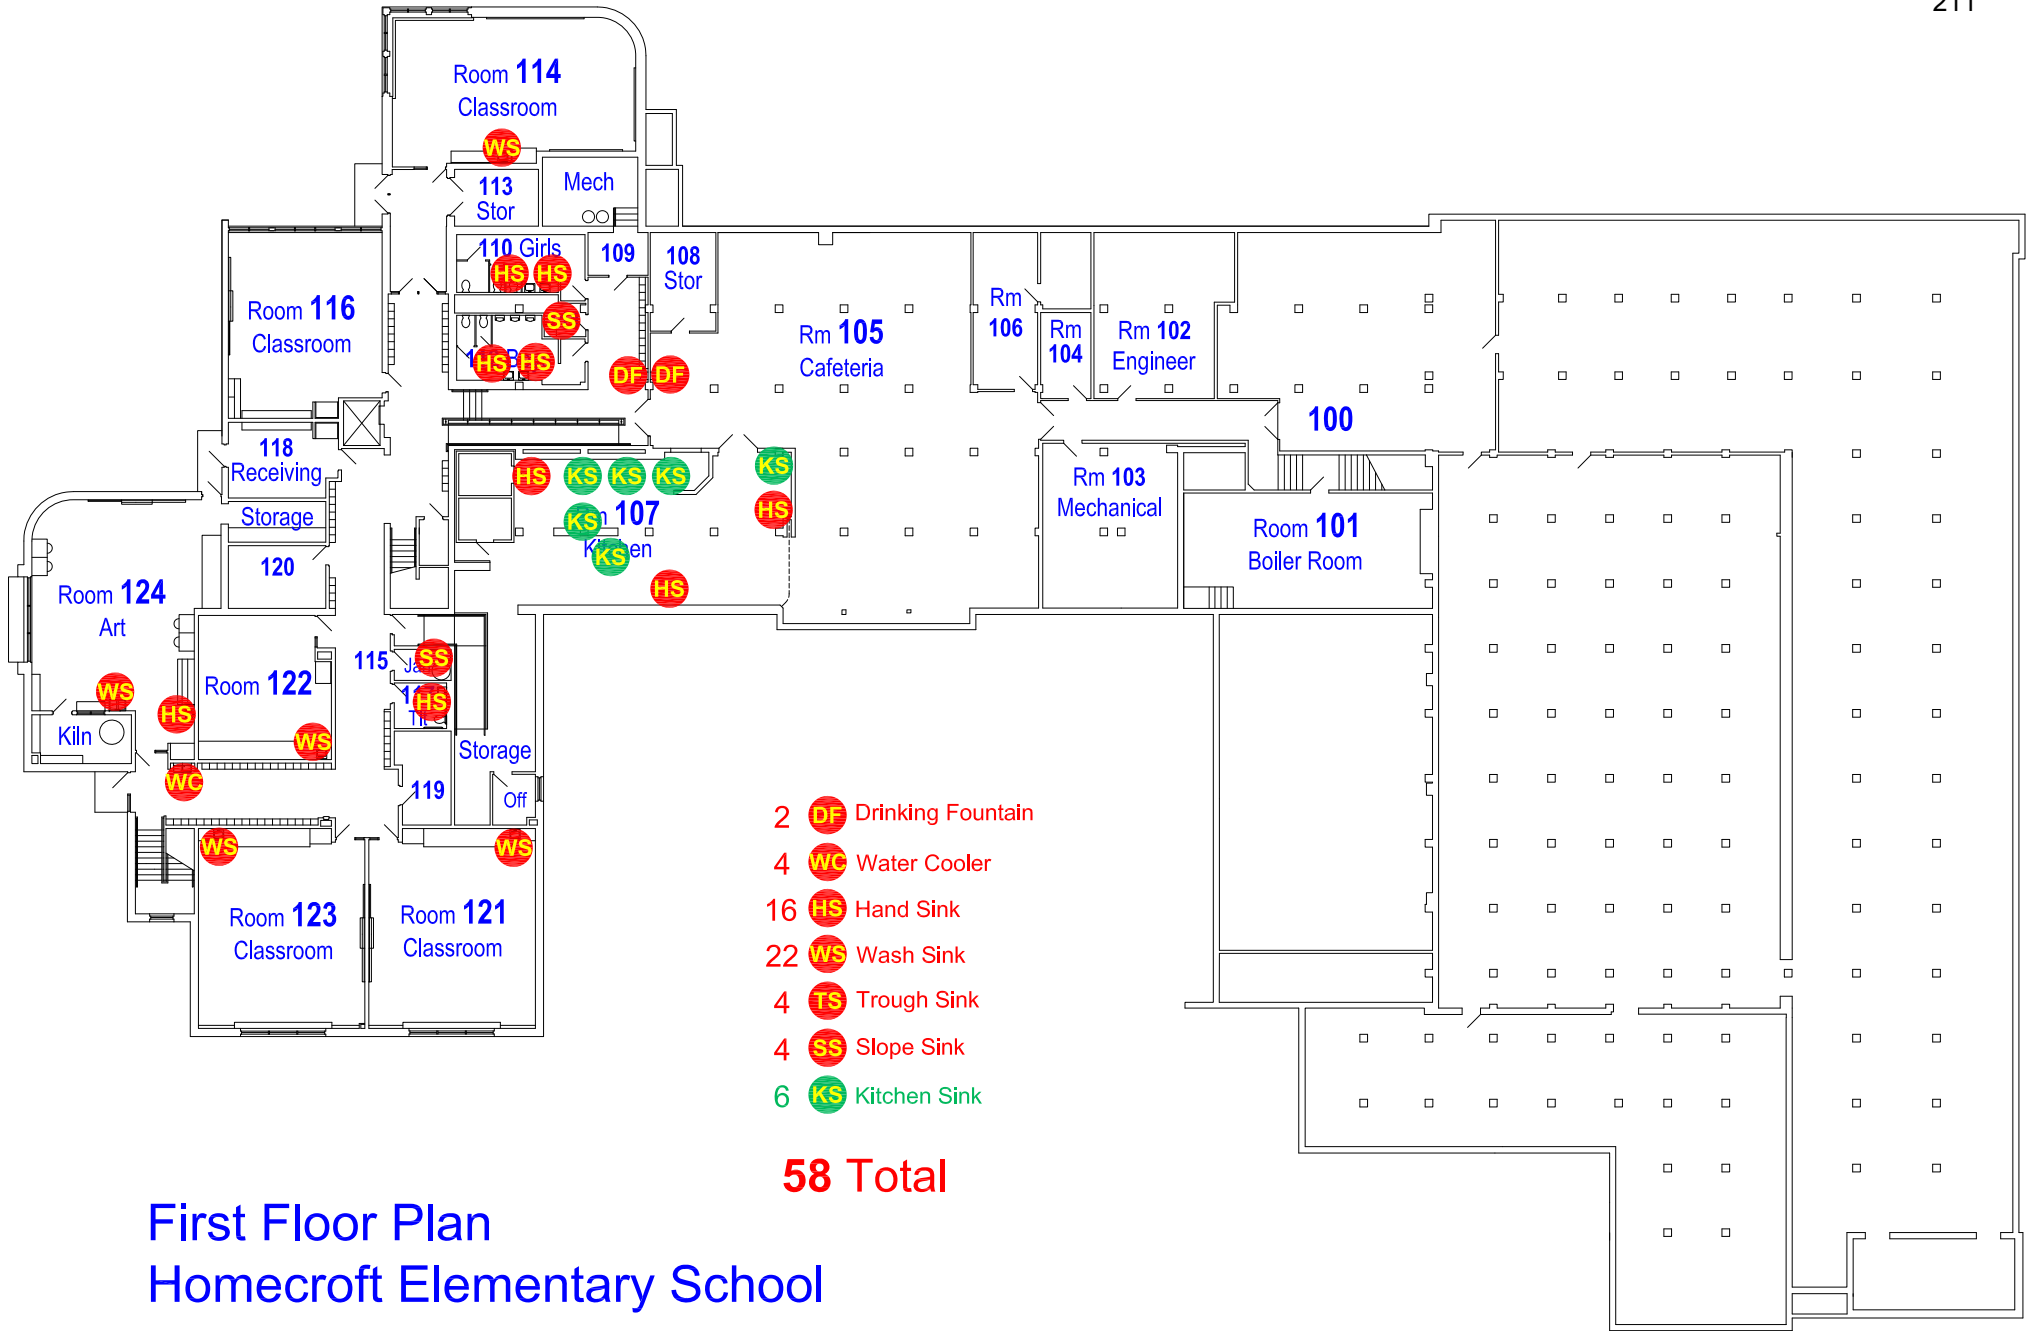 211
Room 114
Classroom
WS
113
Stor
Mech
110 Girls
HS HS
109
108
Stor
SS
HS HS
DF DF
Room 116
Classroom
Rm 105
Cafeteria
Rm
106
Rm
104
Rm 102
Engineer
100
118
Receiving
Storage
120
HS KS KS KS KS
KS 107 HS
KS
HS
Rm 103
Mechanical
Room 101
Boiler Room
Room 124
Art
WS
HS
Kiln
WC
Room 122
WS
115
SS
HS
119
Storage
Off
WS
Room 123
Classroom
WS
Room 121
Classroom
2 DF Drinking Fountain
4 WC Water Cooler
16 HS Hand Sink
22 WS Wash Sink
4 TS Trough Sink
4 SS Slope Sink
6 KS Kitchen Sink
58 Total
First Floor Plan
Homecroft Elementary School